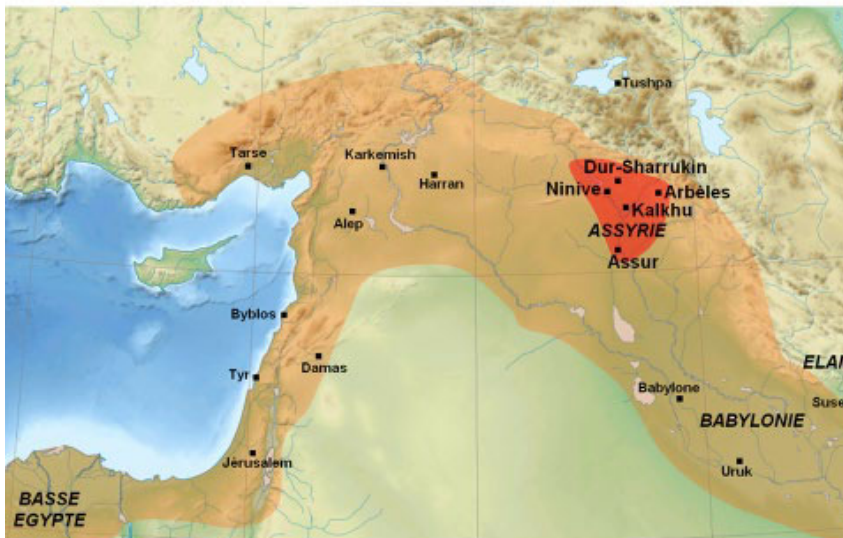 Tushpa
Tarse
Karkemish
Harran
Dur-Sharrukin
Ninive
Arbèles
Kalkhu
Alep
ASSYRIE
Assur
Byblos
Damas
Tyr
ELAM
Babylone
Suse
BABYLONIE
Jérusalem
Uruk
BASSE
EGYPTE